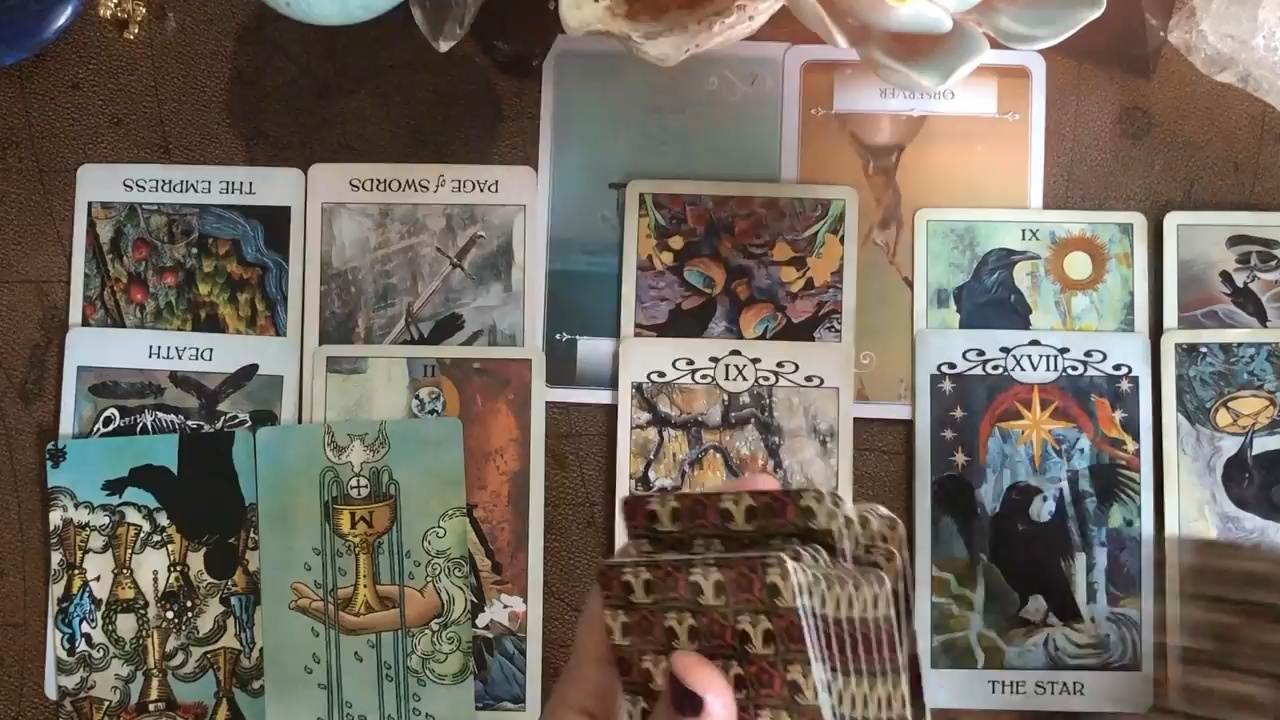 OBSERVER
THE EMPRESS
PAGE of SWORDS
IX
DEATH
II
IX
XVII
THE STAR